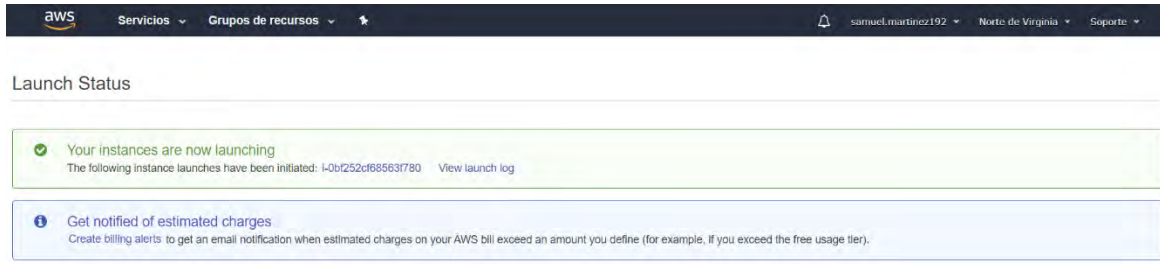 aws Servicios Grupos de recursos samuel.martinez192 Norte de Virginia Soporte
Launch Status
Your instances are now launching
The following instance launches have been initiated: i-0bf252cf68563f780 View launch log
Get notified of estimated charges
Create billing alerts to get an email notification when estimated charges on your AWS bill exceed an amount you define (for example, if you exceed the free usage tier).